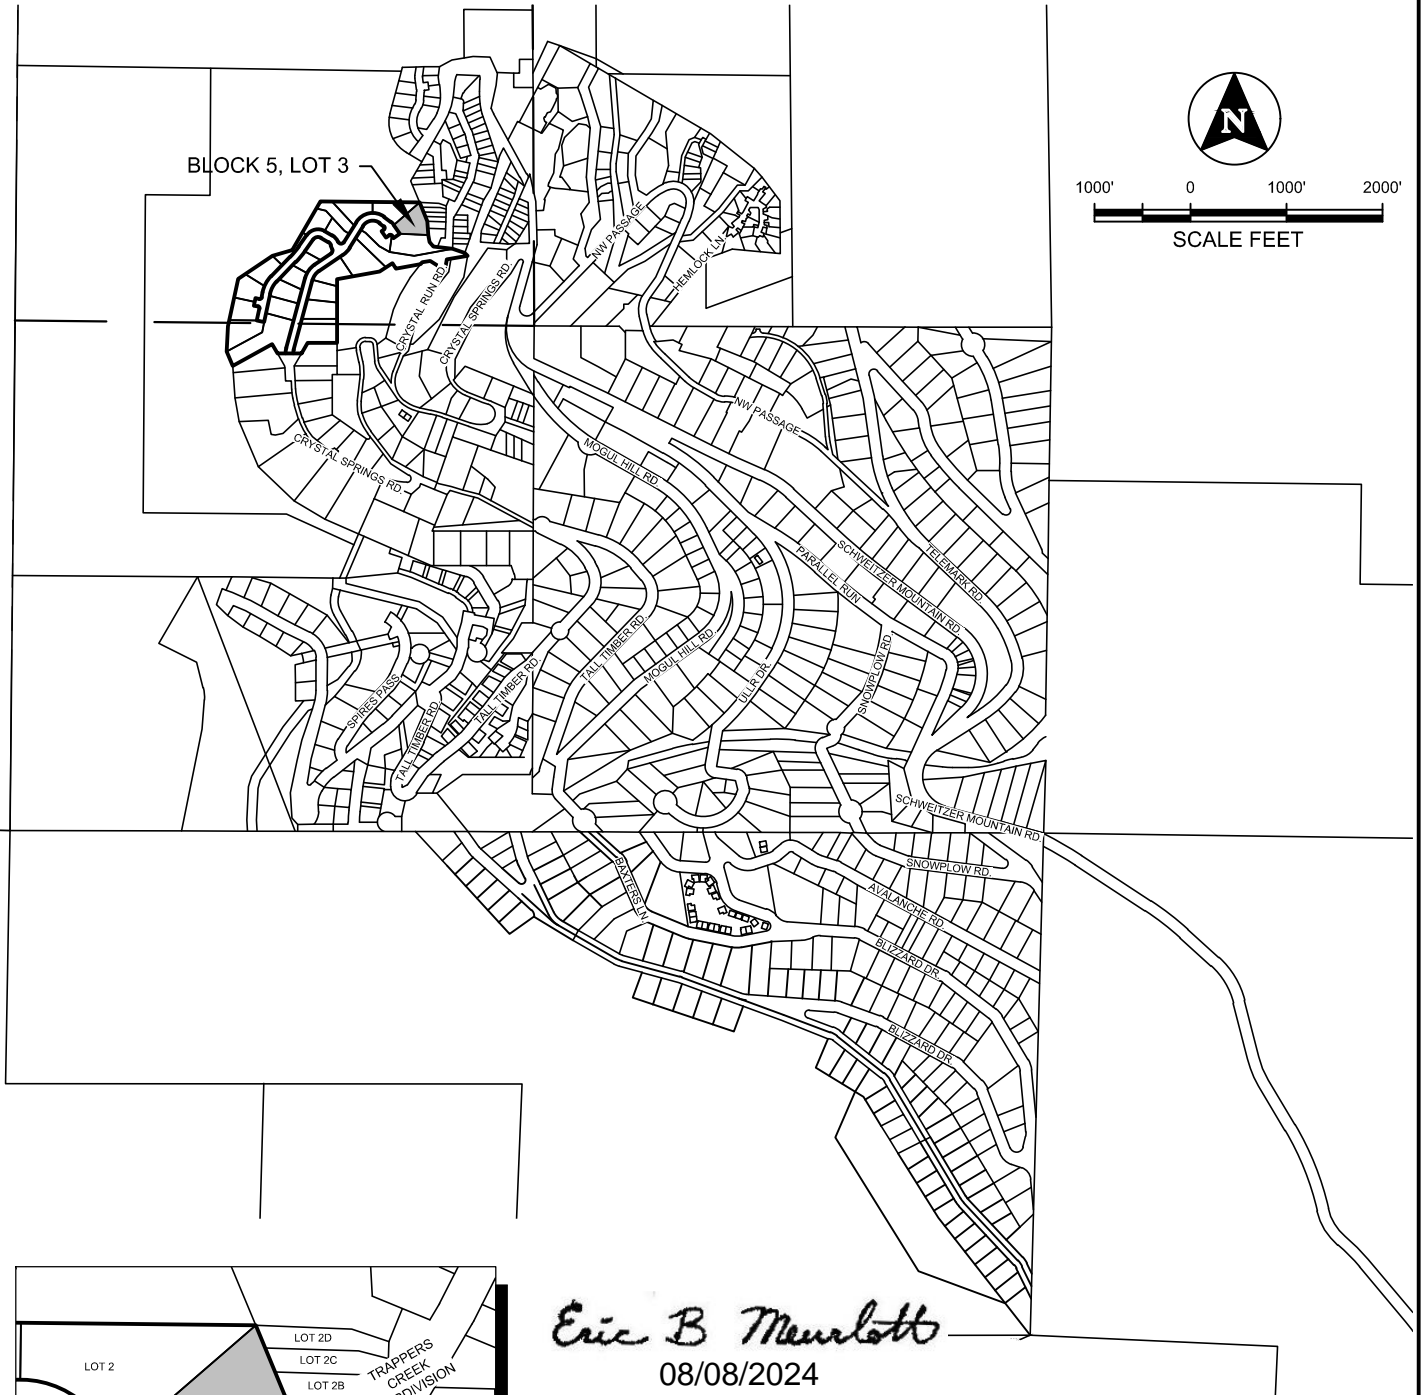 BLOCK 5, LOT 3
N
1000' 0 1000' 2000'
SCALE FEET
NW PASSAGE
HEMLOCK LN.
CRYSTAL RUN RD.
CRYSTAL SPRINGS RD.
NW PASSAGE
MOGUL HILL RD.
CRYSTAL SPRINGS RD.
PARALLEL RUN
SCHWEITZER MOUNTAIN RD.
TELEMARK RD.
TALL TIMBER RD.
MOGUL HILL RD.
ULLR DR.
SNOWPLOW RD.
SPIRES PASS
TALL TIMBER RD.
TALL TIMBER RD.
SCHWEITZER MOUNTAIN RD.
BAXTERS LN.
SNOWPLOW RD.
AVALANCHE RD.
BLIZZARD DR.
BLIZZARD DR.
LOT 2
LOT 2D
LOT 2C
LOT 2B
TRAPPERS
CREEK
Eric B Meurlott
08/08/2024